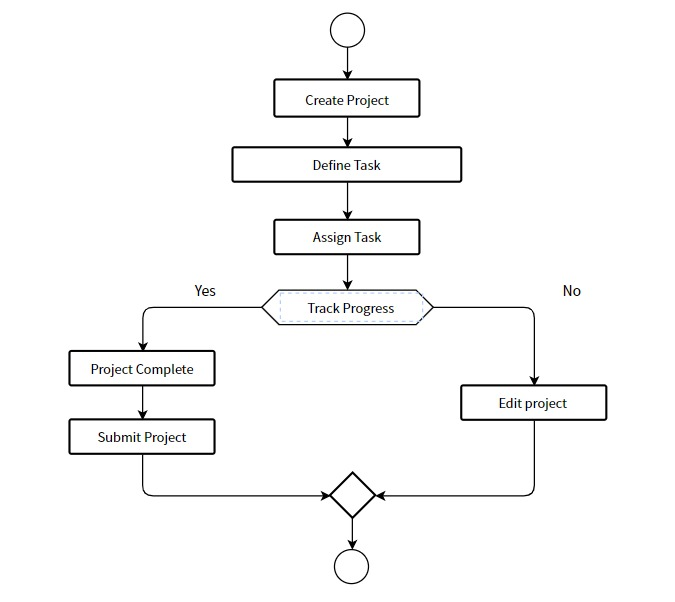 Create Project
Define Task
Assign Task
Yes
No
Track Progress
Project Complete
Edit project
Submit Project